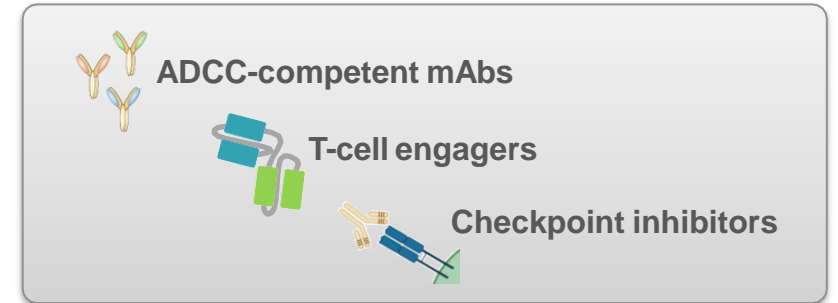 ADCC-competent mAbs
T-cell engagers
Checkpoint inhibitors